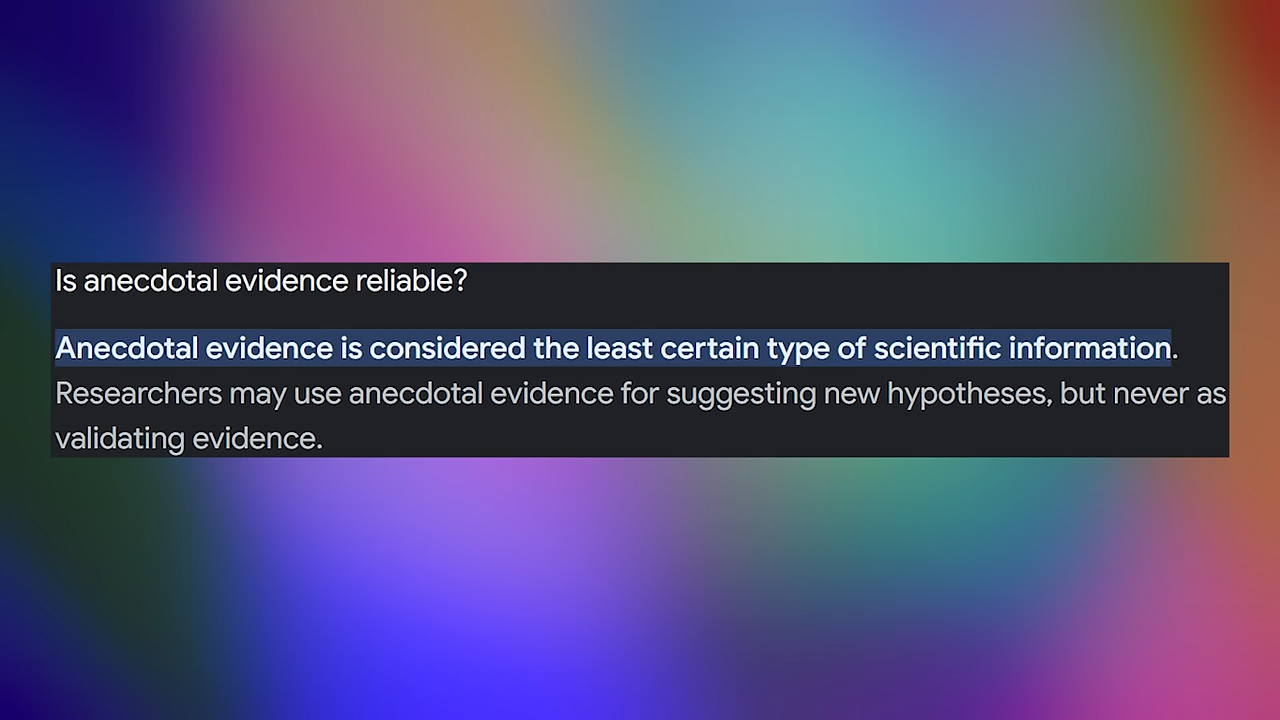 Is anecdotal evidence reliable?
Anecdotal evidence is considered the least certain type of scientific information.
Researchers may use anecdotal evidence for suggesting new hypotheses, but never as
validating evidence.